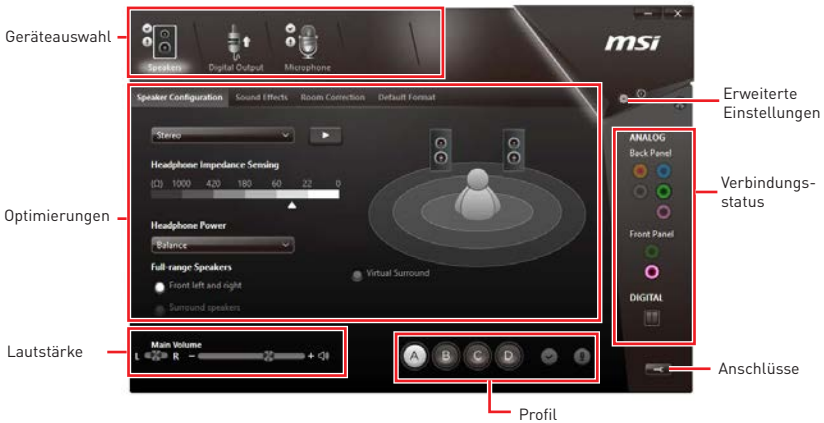 Geräteauswahl
msi
Speakers Digital Output Microphone
Erweiterte
Einstellungen
Speaker Configuration Sound Effects Room Correction Default Format
Stereo
Headphone Impedance Sensing
(Ω) 1000 420 180 60 22 0
Optimierungen
Headphone Power
Balance
Full-range Speakers
Front left and right
Surround speakers
Virtual Surround
ANALOG
Back Panel
Verbindungs-
status
Front Panel
DIGITAL
Lautstärke
Main Volume
L R - +
A B C D
Anschlüsse
Profil